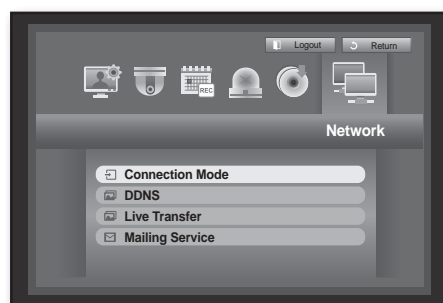 Logout Return
REC
Network
Connection Mode
DDNS
Live Transfer
Mailing Service